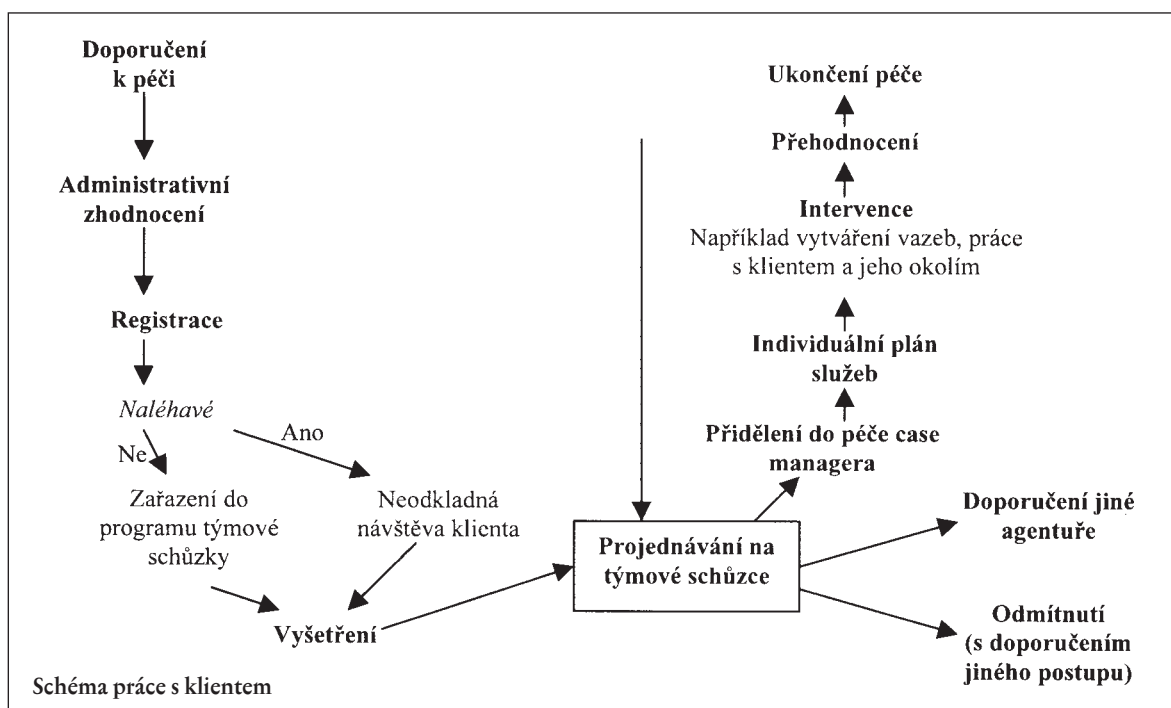 Doporučení
k péči
Administrativní
zhodnocení
Registrace
Naléhavé
Ne
Ano
Zařazení do
programu týmové
schůzky
Neodkladná
návštěva klienta
Vyšetření
Projednávání na
týmové schůzce
Přidělení do péče case
managera
Individuální plán
služeb
Intervence
Například vytváření vazeb, práce
s klientem a jeho okolím
Přehodnocení
Ukončení péče
Doporučení jiné
agentuře
Odmítnutí
(s doporučením
jiného postupu)
Schéma práce s klientem